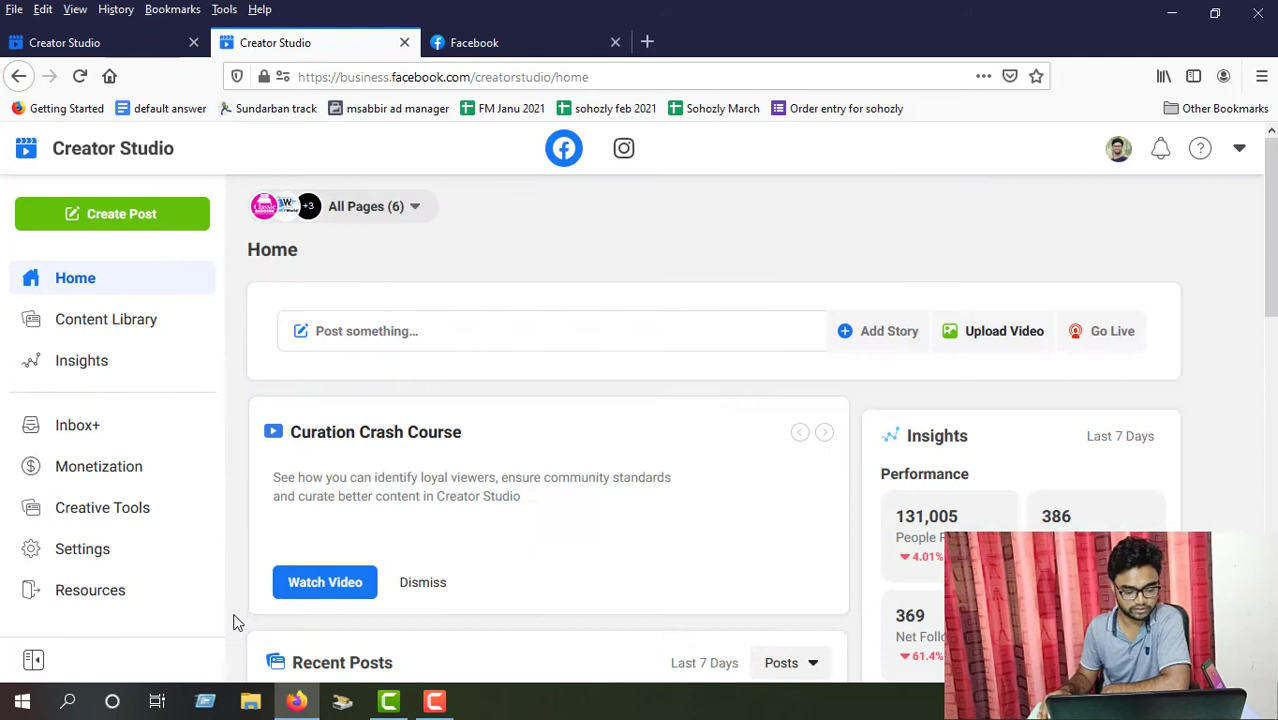 File Edit View History Bookmarks Tools Help
Creator Studio Creator Studio Facebook
https://business.facebook.com/creatorstudio/home
Getting Started default answer Sundarban track msabbir ad manager FM Janu 2021 sohozly feb 2021 Sohozly March Order entry for sohozly Other Bookmarks
Creator Studio
Create Post
Home
Content Library
Insights
Inbox+
Monetization
Creative Tools
Settings
Resources
+3 All Pages (6)
Home
Post something... Add Story Upload Video Go Live
Curation Crash Course
See how you can identify loyal viewers, ensure community standards
and curate better content in Creator Studio
Watch Video Dismiss
Recent Posts Last 7 Days Posts
Insights Last 7 Days
Performance
131,005 386
People
4.01%
369
Net
61.4%